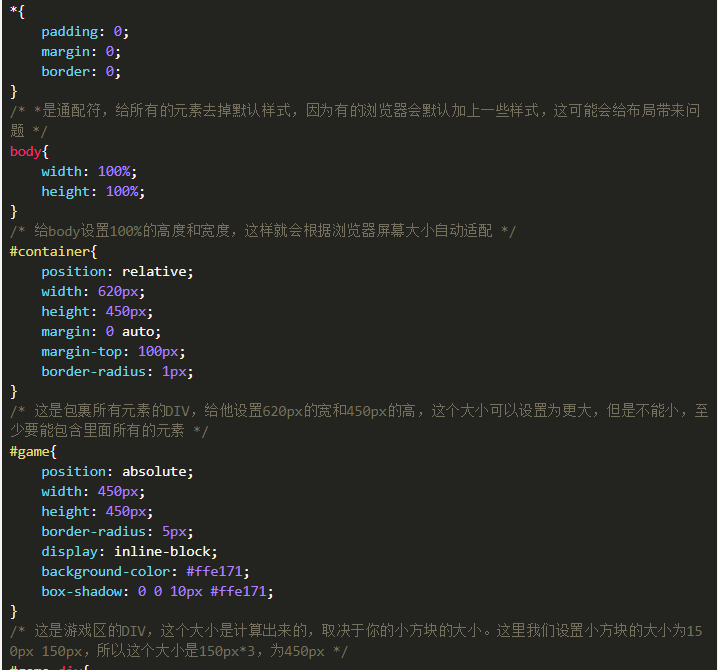 *{
    padding: 0;
    margin: 0;
    border: 0;
}
/* *是通配符，给所有的元素去掉默认样式，因为有的浏览器会默认加上一些样式，这可能会给布局带来问
题 */
body{
    width: 100%;
    height: 100%;
}
/* 给body设置100%的高度和宽度，这样就会根据浏览器屏幕大小自动适配 */
#container{
    position: relative;
    width: 620px;
    height: 450px;
    margin: 0 auto;
    margin-top: 100px;
    border-radius: 1px;
}
/* 这是包裹所有元素的DIV，给他设置620px的宽和450px的高，这个大小可以设置为更大，但是不能小，至
少要能包含里面所有的元素 */
#game{
    position: absolute;
    width: 450px;
    height: 450px;
    border-radius: 5px;
    display: inline-block;
    background-color: #ffe171;
    box-shadow: 0 0 10px #ffe171;
}
/* 这是游戏区的DIV，这个大小是计算出来的，取决于你的小方块的大小。这里我们设置小方块的大小为15
0px 150px，所以这个大小是150px*3，为450px */
#game div{